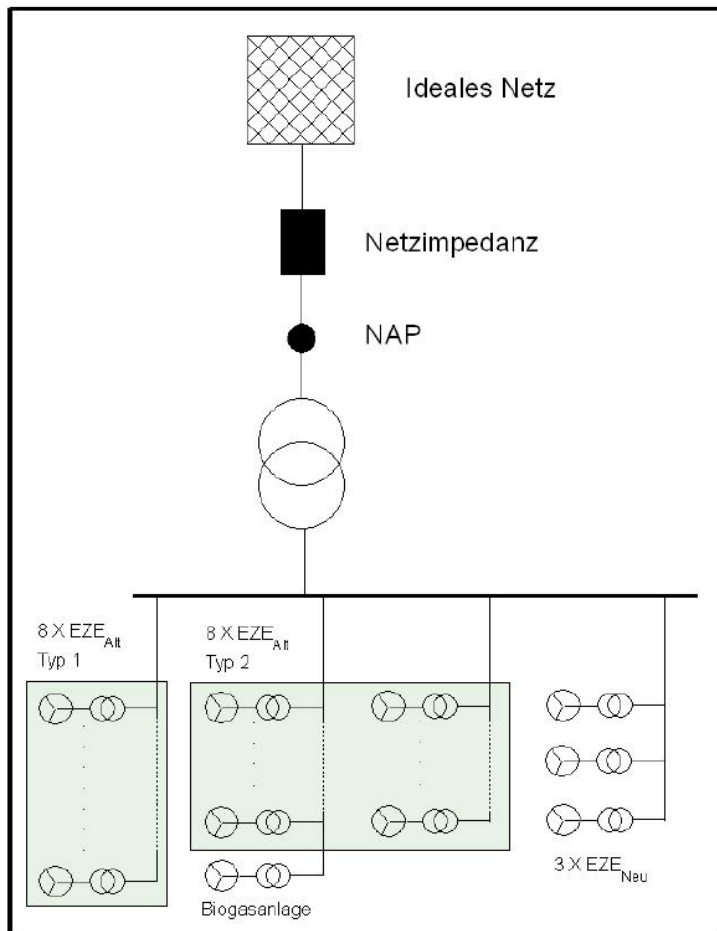 Ideales Netz
Netzimpedanz
NAP
8 X EZE_Alt
Typ 1
8 X EZE_Alt
Typ 2
3 X EZE_Neu
Biogasanlage